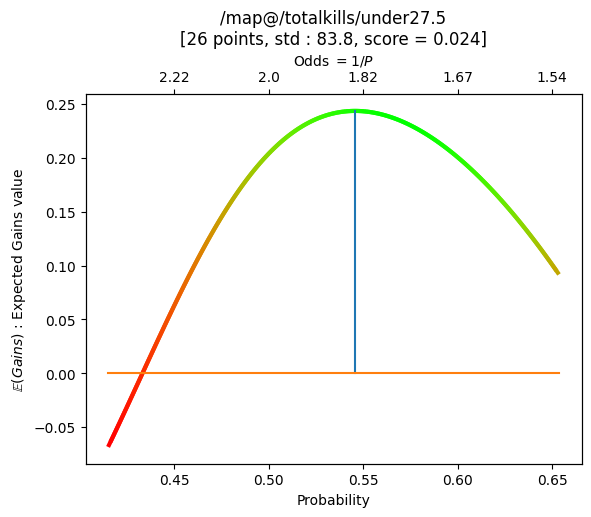 /map@/totalkills/under27.5
[26 points, std : 83.8, score = 0.024]
Odds = 1/P
2.22 2.0 1.82 1.67 1.54
0.25
0.20
0.15
0.10
0.05
0.00
−0.05
𝔼(Gains) : Expected Gains value
0.45 0.50 0.55 0.60 0.65
Probability